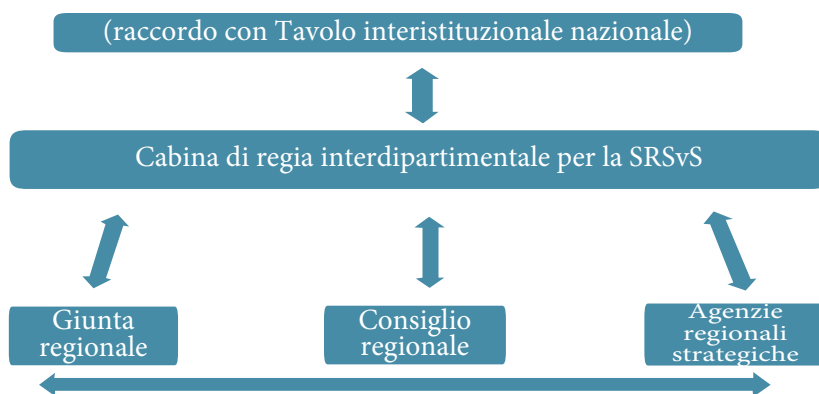 (raccordo con Tavolo interistituzionale nazionale)
Cabina di regia interdipartimentale per la SRSvS
Giunta
regionale
Consiglio
regionale
Agenzie
regionali
strategiche